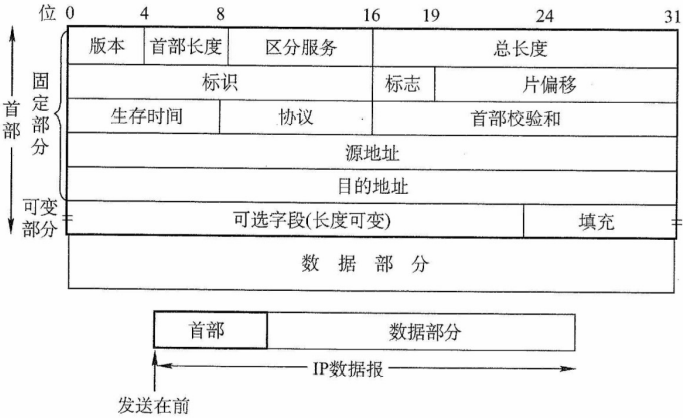 位 0 4 8 16 19 24 31
版本 首部长度 区分服务 总长度
标识 标志 片偏移
生存时间 协议 首部校验和
源地址
目的地址
可选字段(长度可变) 填充
数据部分
首部
固定部分
可变部分
首部 数据部分
IP数据报
发送在前